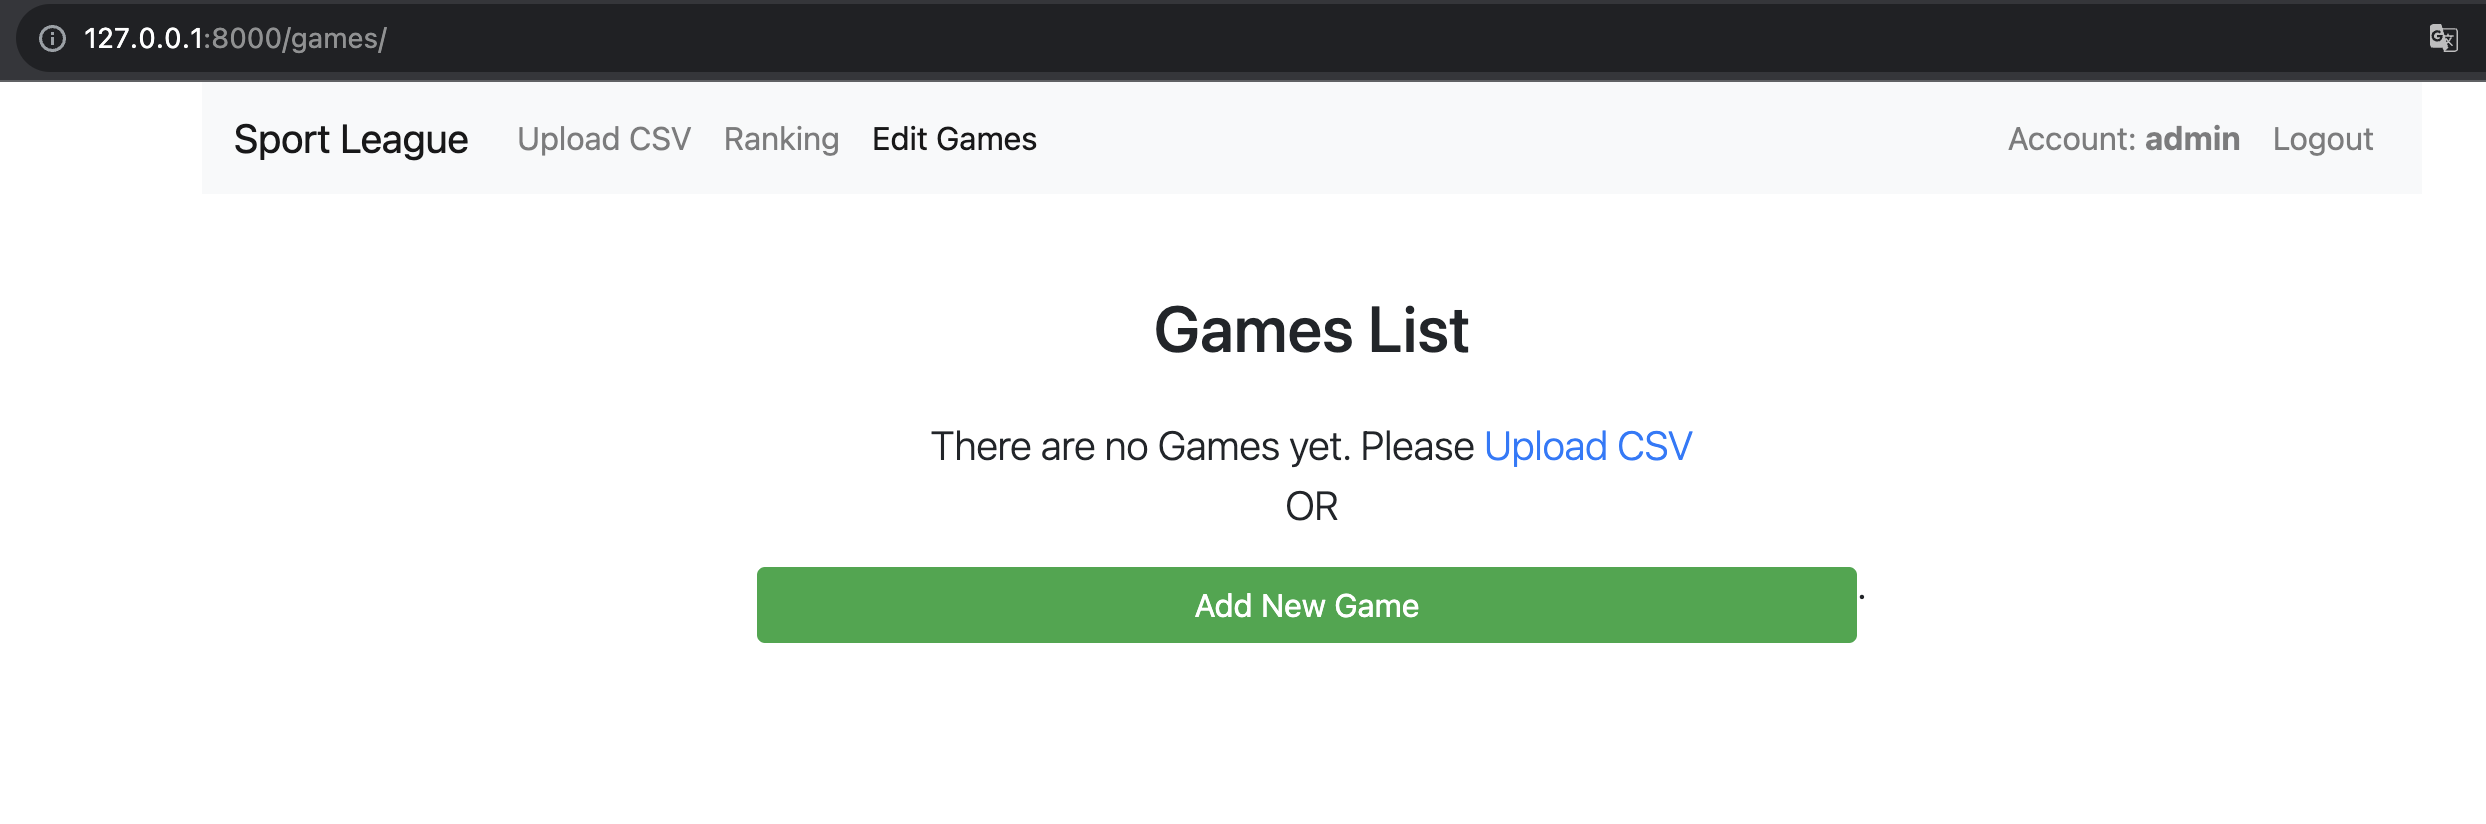 127.0.0.1:8000/games/
Sport League Upload CSV Ranking Edit Games Account: admin Logout
Games List
There are no Games yet. Please Upload CSV
OR
Add New Game.